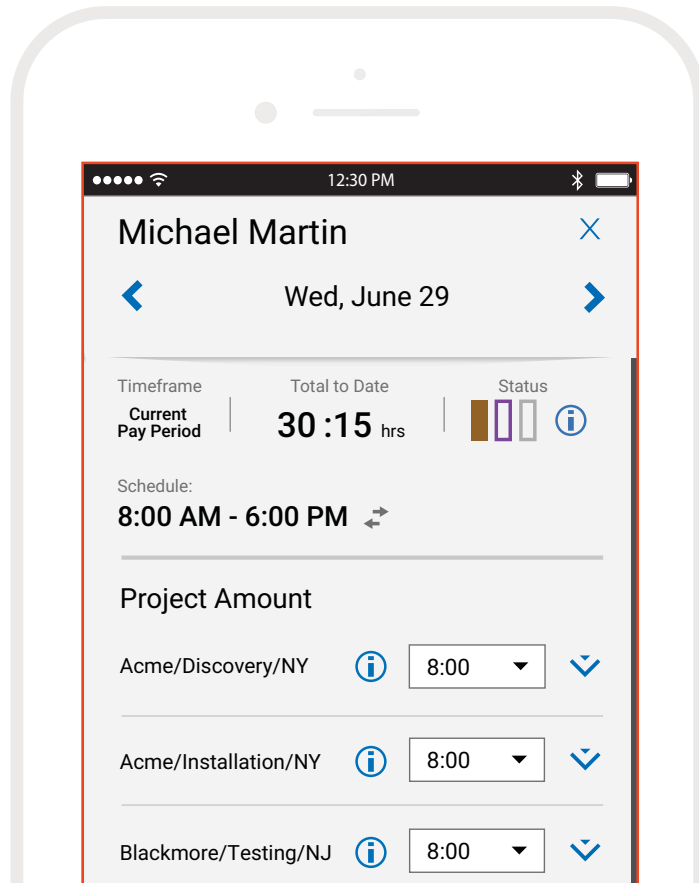 12:30 PM
Michael Martin
Wed, June 29
Timeframe
Total to Date
Status
Current
Pay Period
30 :15 hrs
Schedule:
8:00 AM - 6:00 PM
Project Amount
Acme/Discovery/NY
8:00
Acme/Installation/NY
8:00
Blackmore/Testing/NJ
8:00